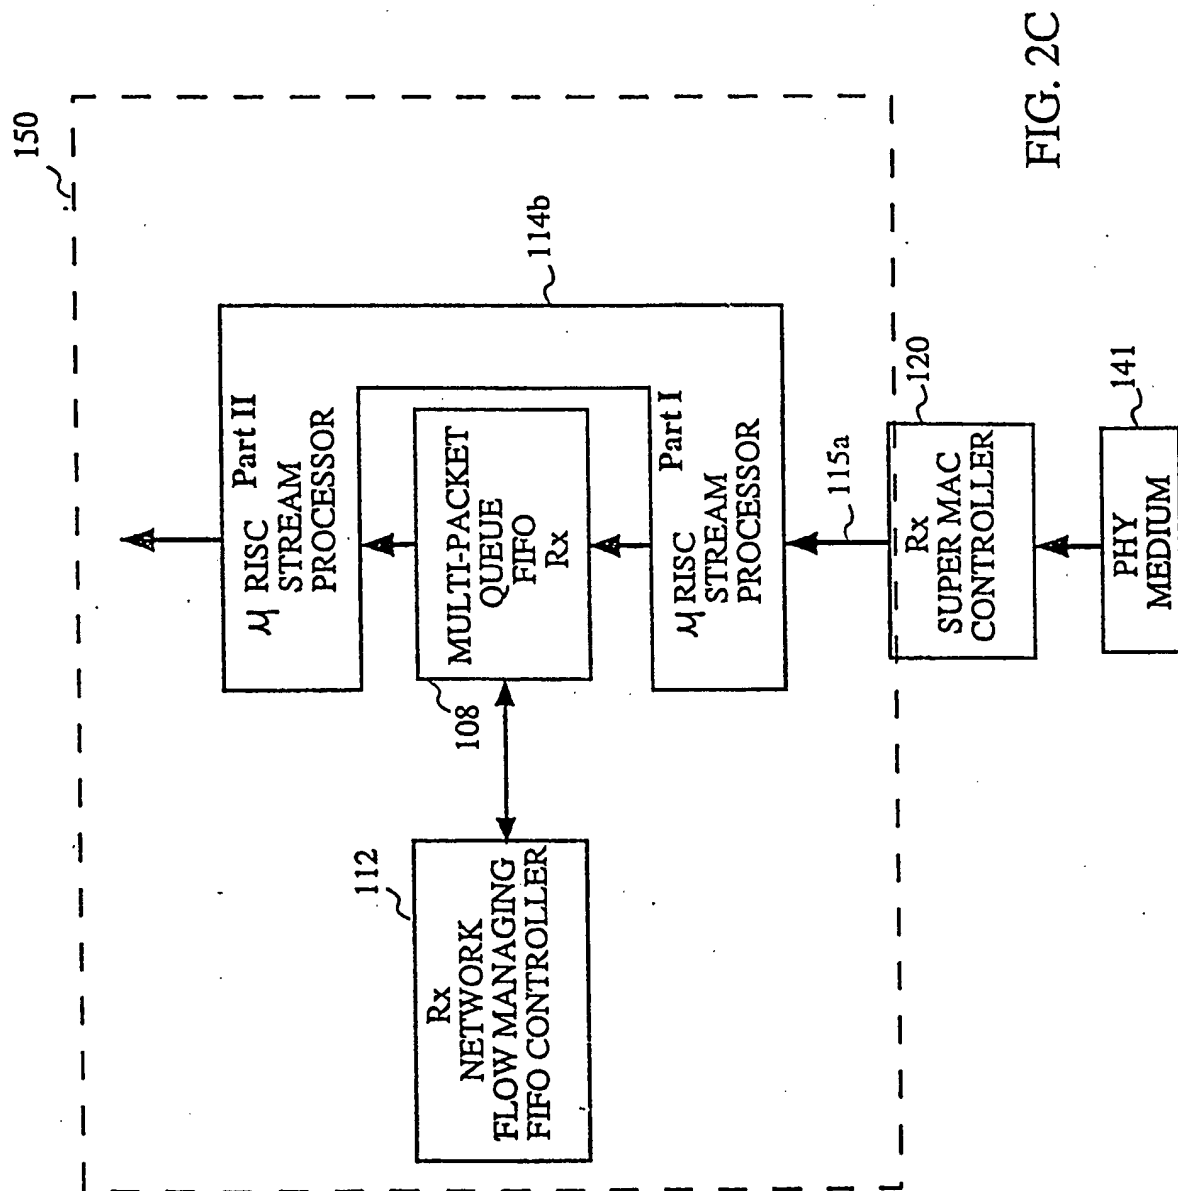 150
Part II
μ RISC
STREAM
PROCESSOR
114b
MULTI-PACKET
QUEUE
FIFO
Rx
108
Rx
NETWORK
FLOW MANAGING
FIFO CONTROLLER
112
Part I
μ RISC
STREAM
PROCESSOR
115a
Rx
SUPER MAC
CONTROLLER
120
PHY
MEDIUM
141
FIG. 2C